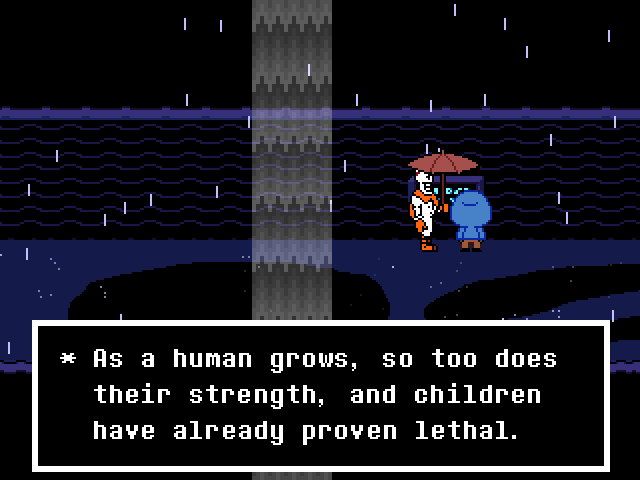 * As a human grows, so too does
their strength, and children
have already proven lethal.